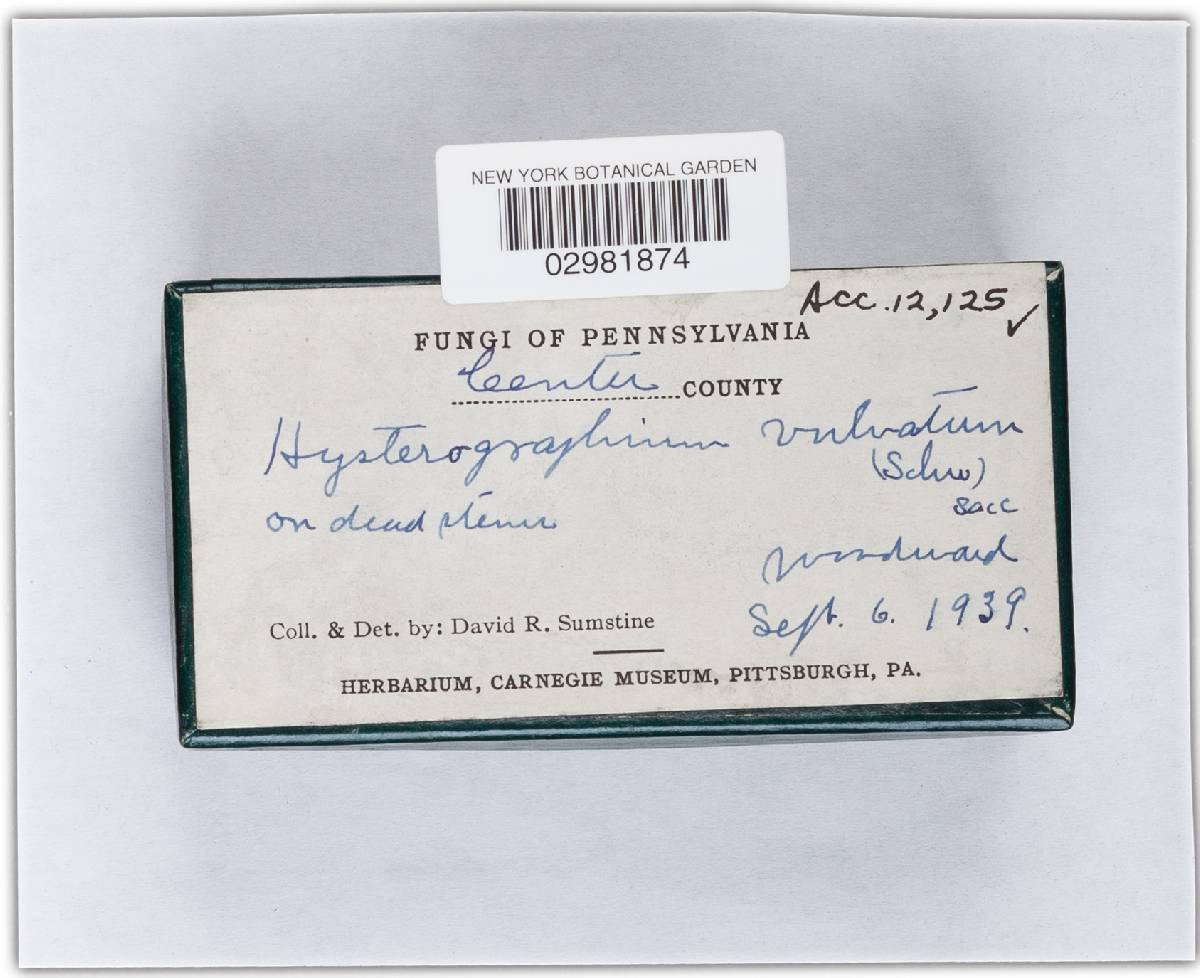 NEW YORK BOTANICAL GARDEN
02981874
Acc. 12,125 ✓
FUNGI OF PENNSYLVANIA
Center COUNTY
Hysterographium vulvatum
(Schw)
Sacc
on dead stems
Woodward
Sept. 6. 1939.
Coll. & Det. by: David R. Sumstine
HERBARIUM, CARNEGIE MUSEUM, PITTSBURGH, PA.